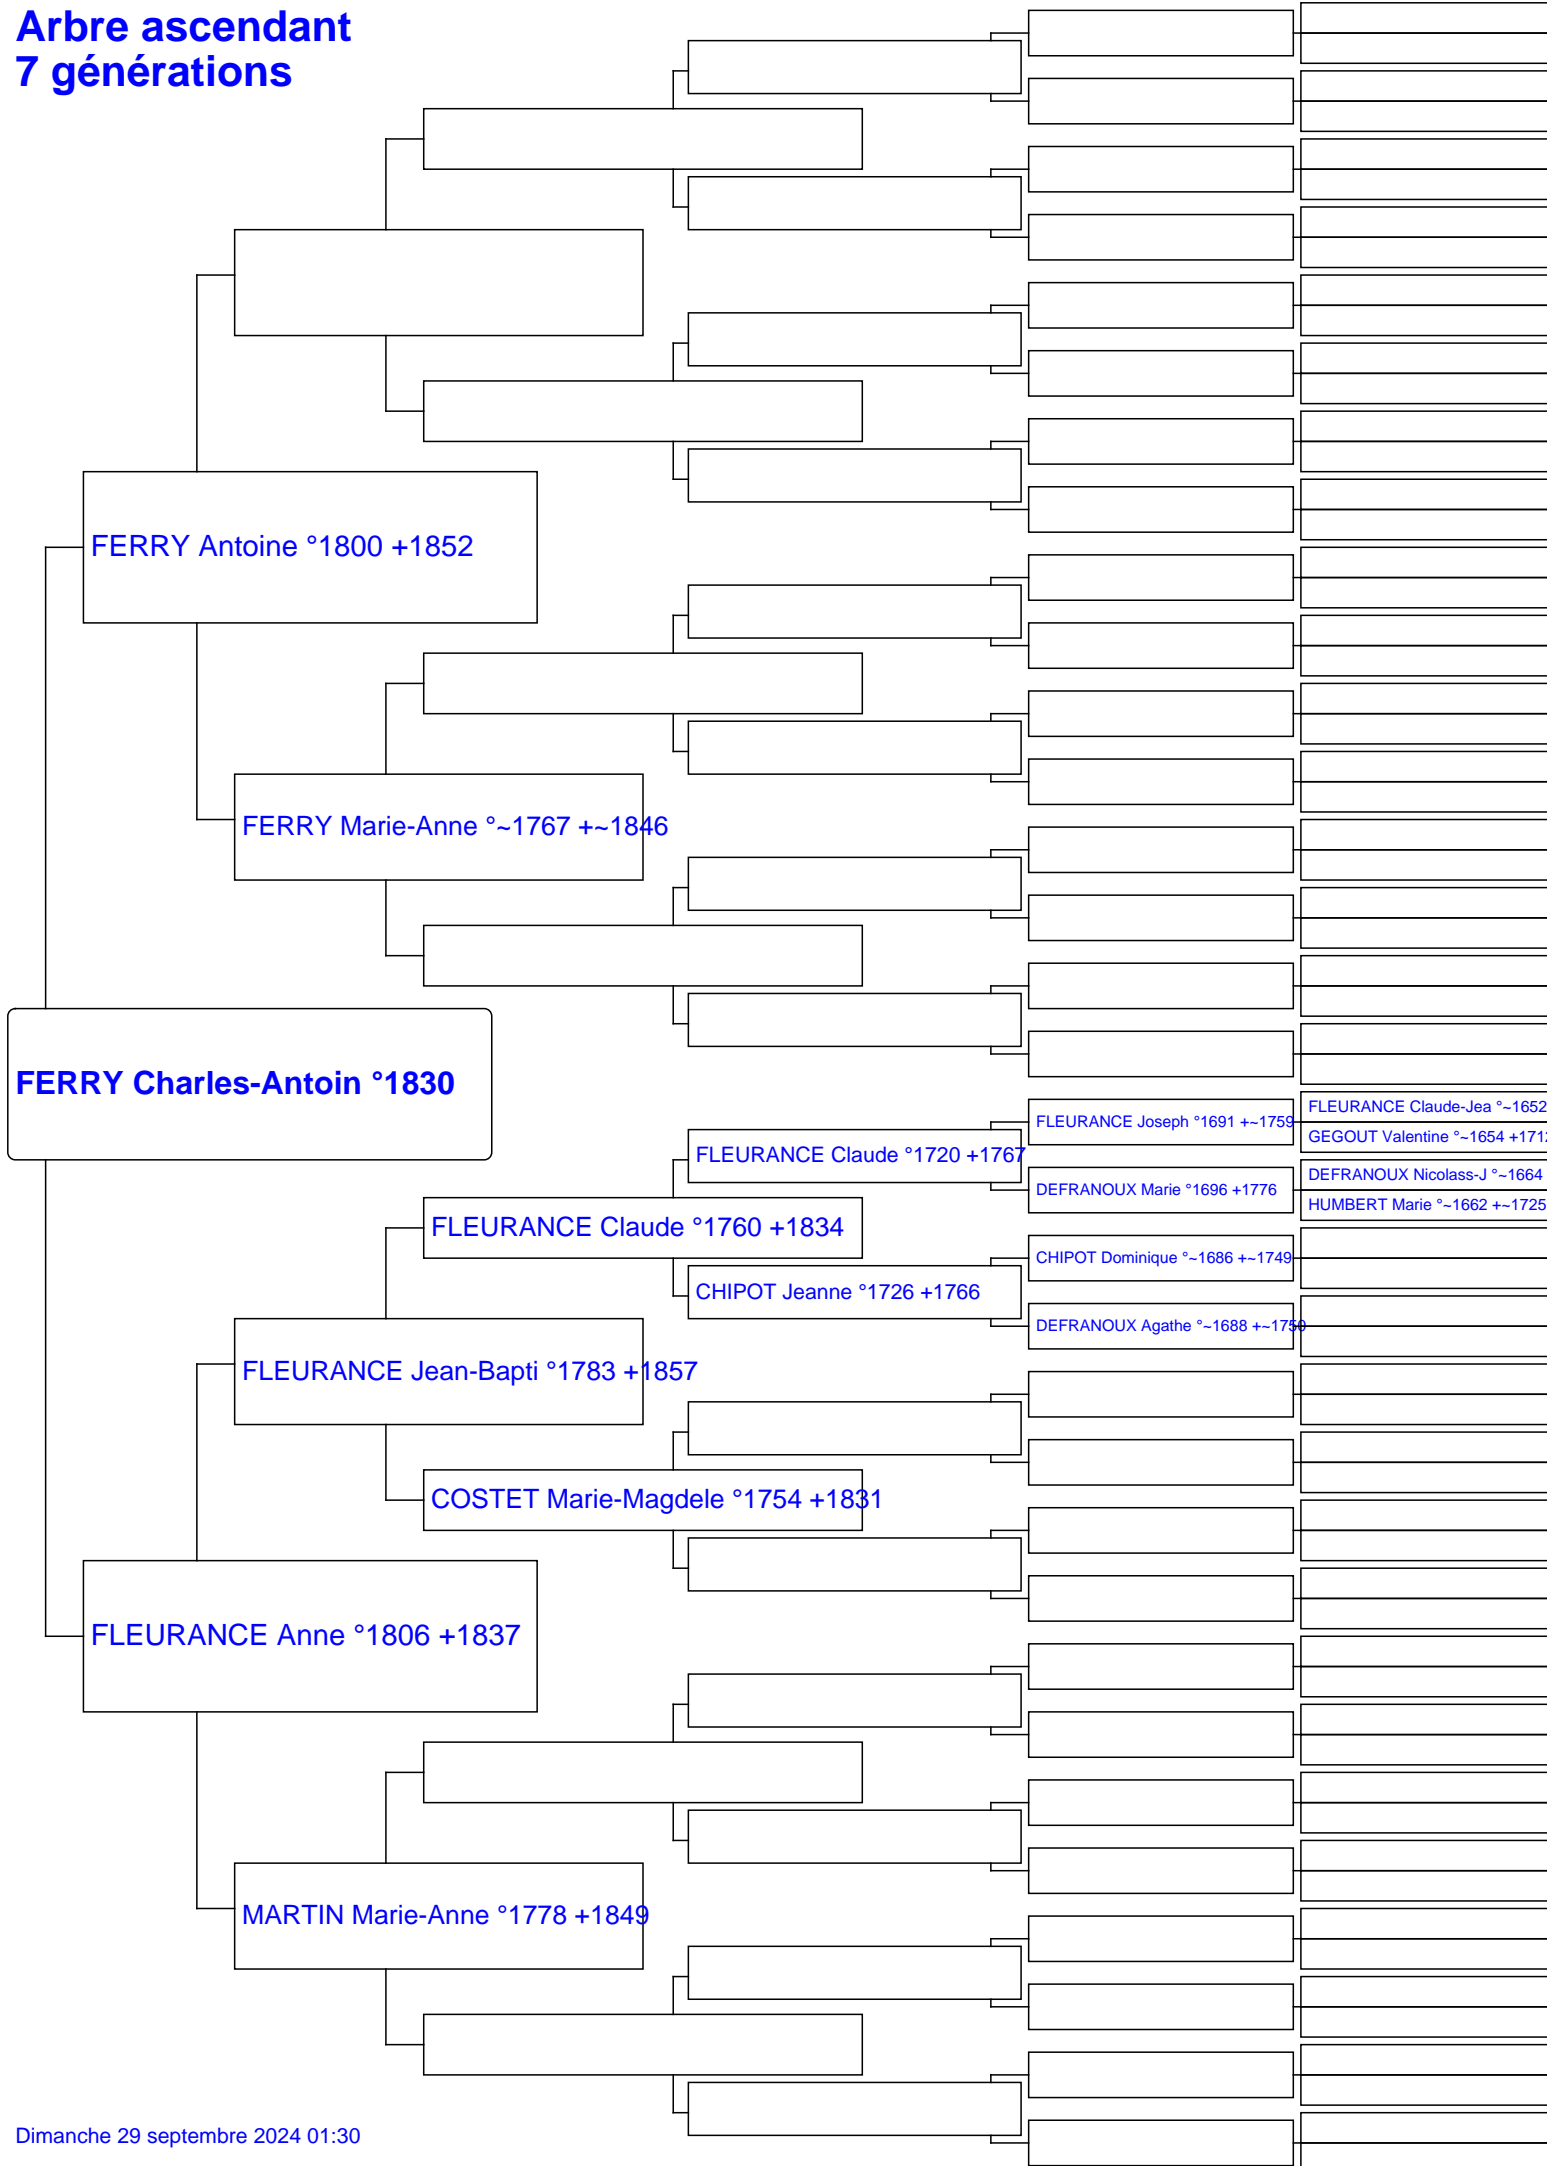 Arbre ascendant
7 générations
FERRY Antoine °1800 +1852
FERRY Marie-Anne °~1767 +~1846
FERRY Charles-Antoin °1830
FLEURANCE Claude-Jea °~1652
FLEURANCE Joseph °1691 +~1759
GEGOUT Valentine °~1654 +1712
FLEURANCE Claude °1720 +1767
DEFRANOUX Nicolass-J °~1664
DEFRANOUX Marie °1696 +1776
HUMBERT Marie °~1662 +~1725
FLEURANCE Claude °1760 +1834
CHIPOT Dominique °~1686 +~1749
CHIPOT Jeanne °1726 +1766
DEFRANOUX Agathe °~1688 +~1750
FLEURANCE Jean-Bapti °1783 +1857
COSTET Marie-Magdele °1754 +1831
FLEURANCE Anne °1806 +1837
MARTIN Marie-Anne °1778 +1849
Dimanche 29 septembre 2024 01:30